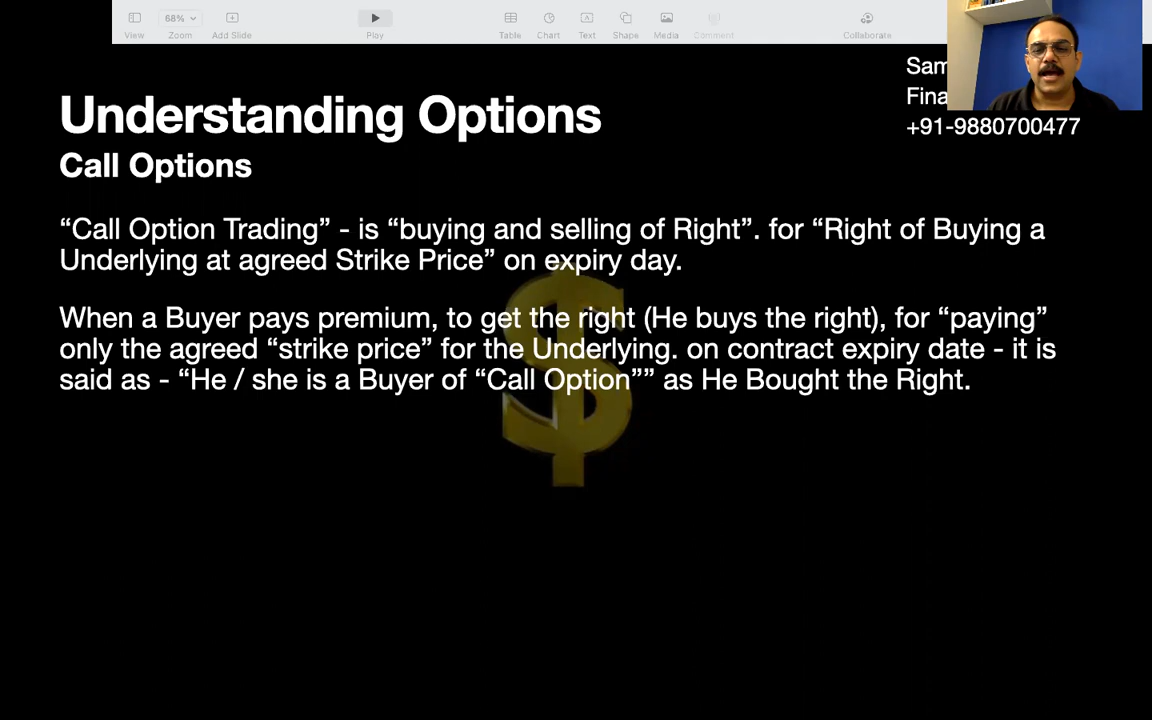 68%
View
Zoom
Add Slide
Play
Table
Chart
Text
Shape
Media
Comment
Collaborate
Sam
Fina
+91-9880700477
Understanding Options
Call Options
“Call Option Trading” - is “buying and selling of Right”. for “Right of Buying a
Underlying at agreed Strike Price” on expiry day.
When a Buyer pays premium, to get the right (He buys the right), for “paying”
only the agreed “strike price” for the Underlying. on contract expiry date - it is
said as - “He / she is a Buyer of “Call Option”” as He Bought the Right.
$